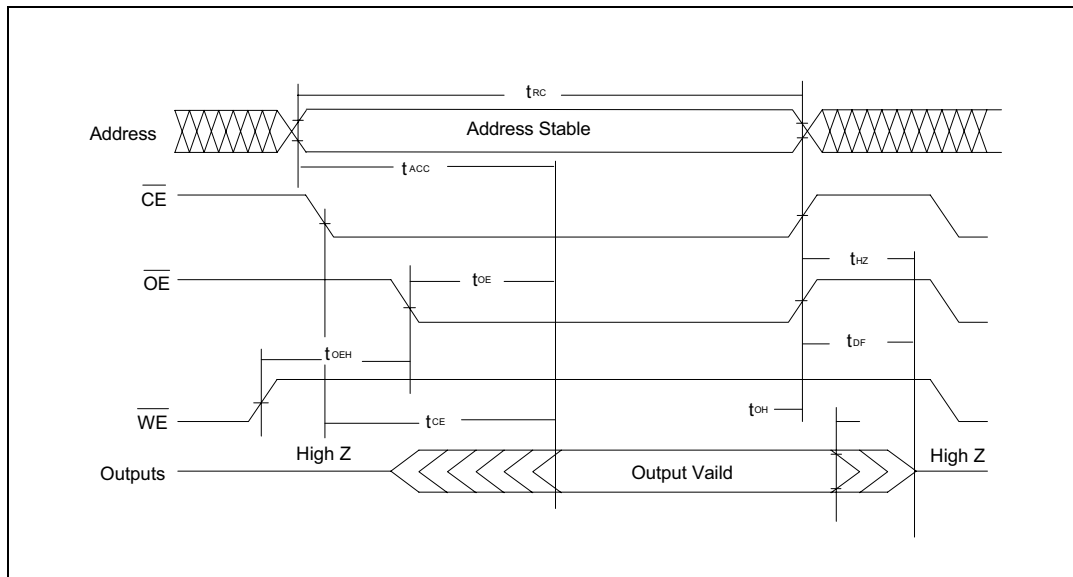 tRC
Address
Address Stable
tACC
CE
tHZ
OE
tOE
tDF
tOEH
tOH
WE
tCE
High Z
High Z
Outputs
Output Vaild